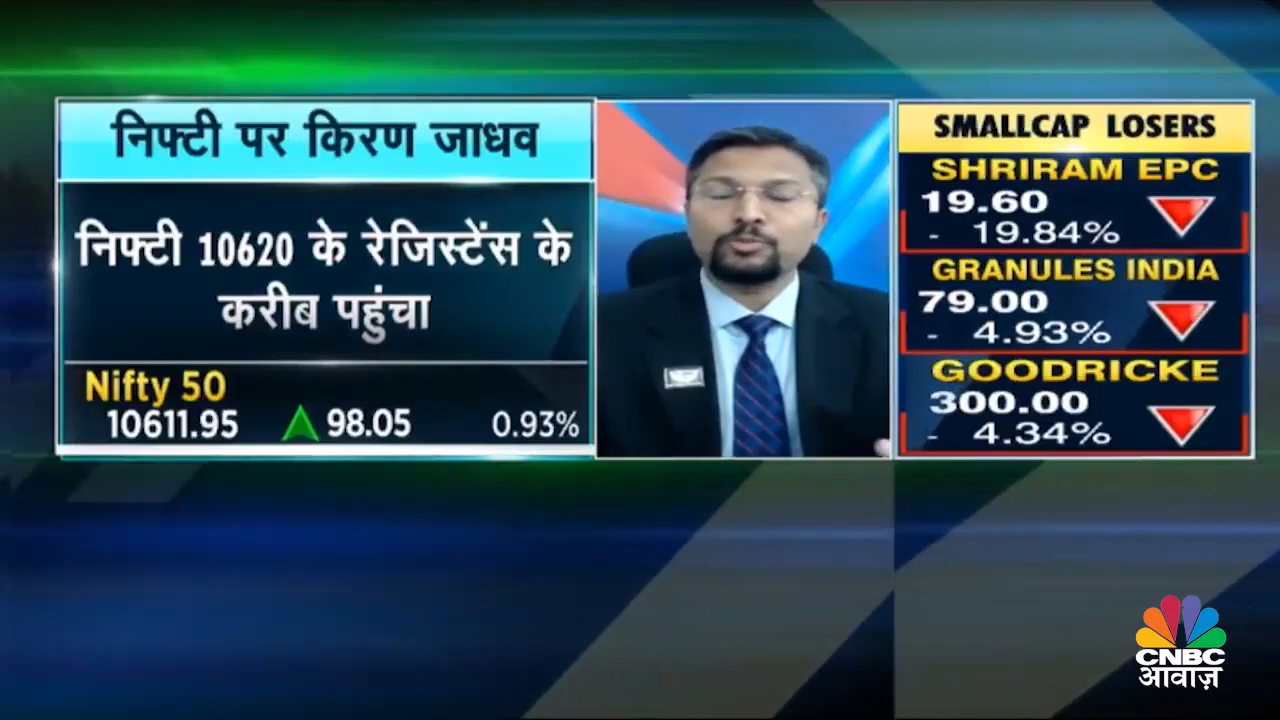 निफ्टी पर किरण जाधव
निफ्टी 10620 के रेजिस्टेंस के
करीब पहुंचा
Nifty 50
10611.95 98.05 0.93%
SMALLCAP LOSERS
SHRIRAM EPC
19.60
- 19.84%
GRANULES INDIA
79.00
- 4.93%
GOODRICKE
300.00
- 4.34%
CNBC
आवाज़